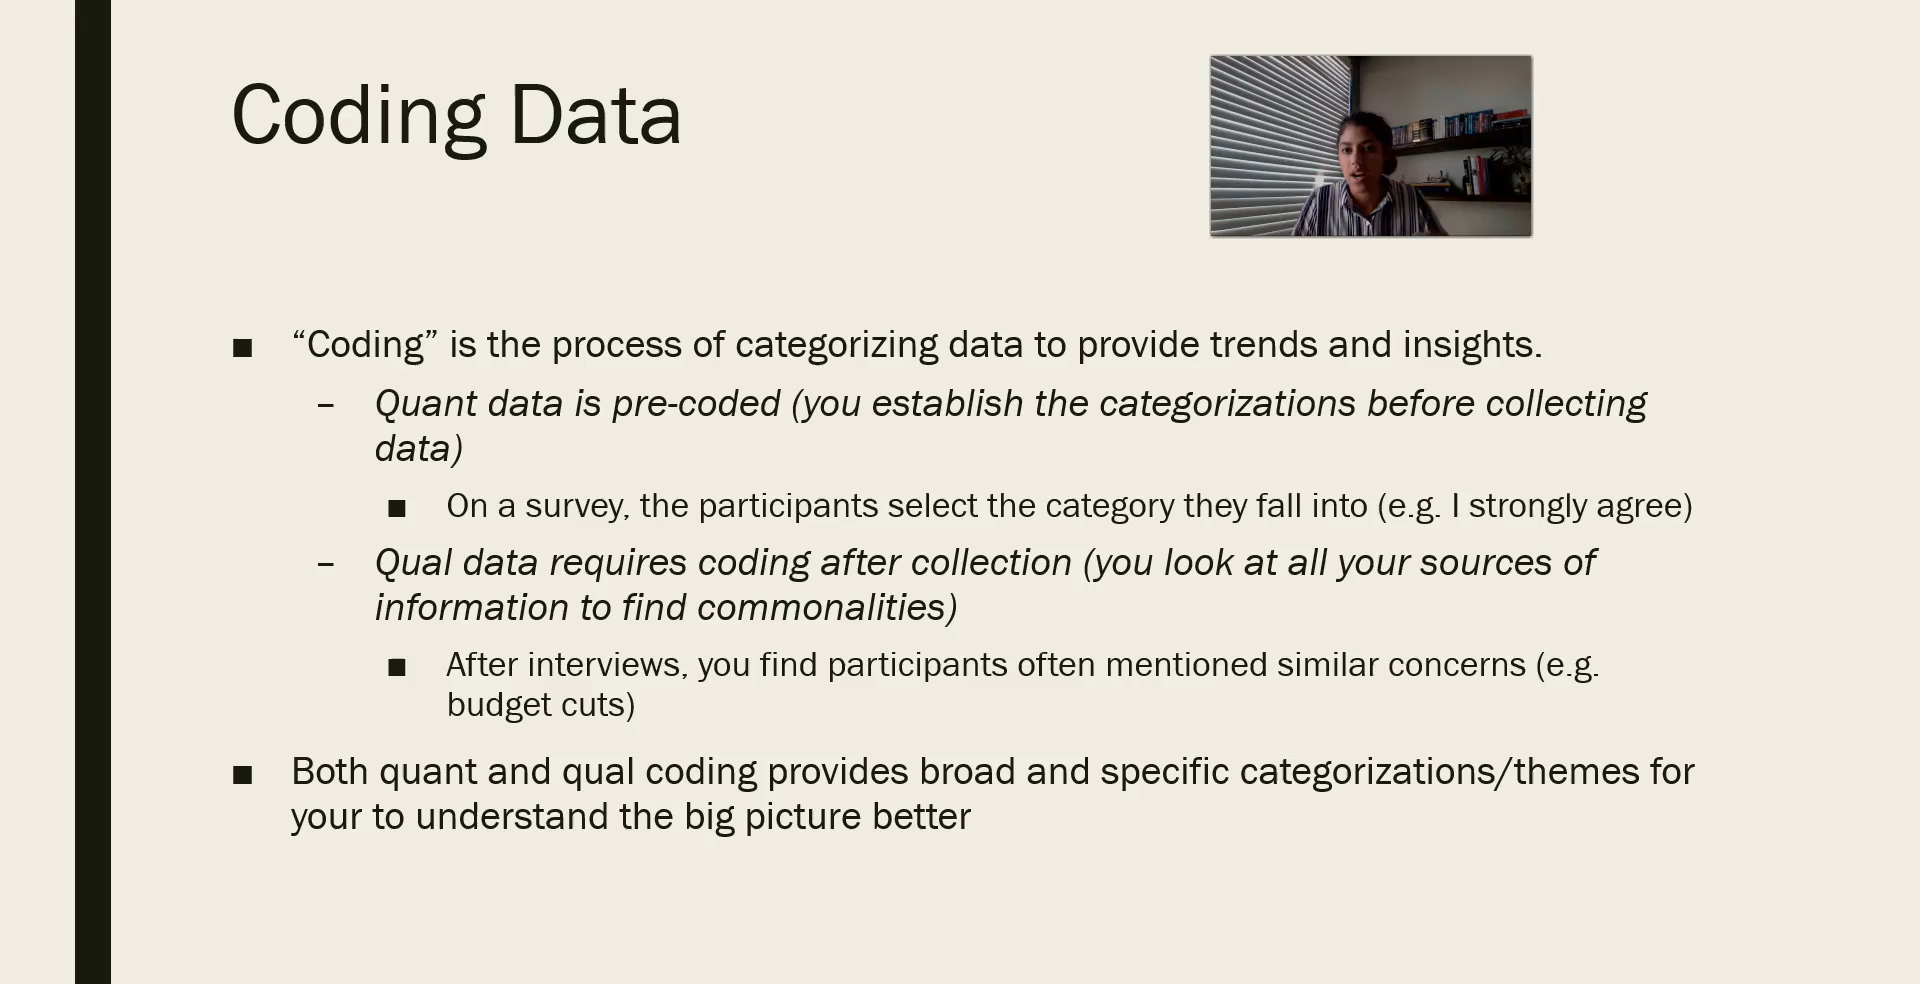 Coding Data
■ “Coding” is the process of categorizing data to provide trends and insights.
– Quant data is pre-coded (you establish the categorizations before collecting
data)
■ On a survey, the participants select the category they fall into (e.g. I strongly agree)
– Qual data requires coding after collection (you look at all your sources of
information to find commonalities)
■ After interviews, you find participants often mentioned similar concerns (e.g.
budget cuts)
■ Both quant and qual coding provides broad and specific categorizations/themes for
your to understand the big picture better